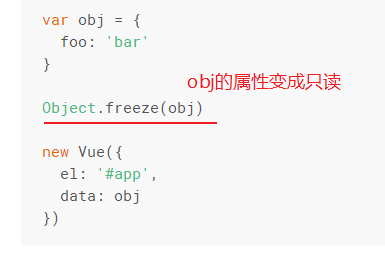 var obj = {
  foo: 'bar'
}
obj的属性变成只读
Object.freeze(obj)
new Vue({
  el: '#app',
  data: obj
})